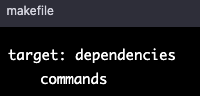 makefile
target: dependencies
    commands